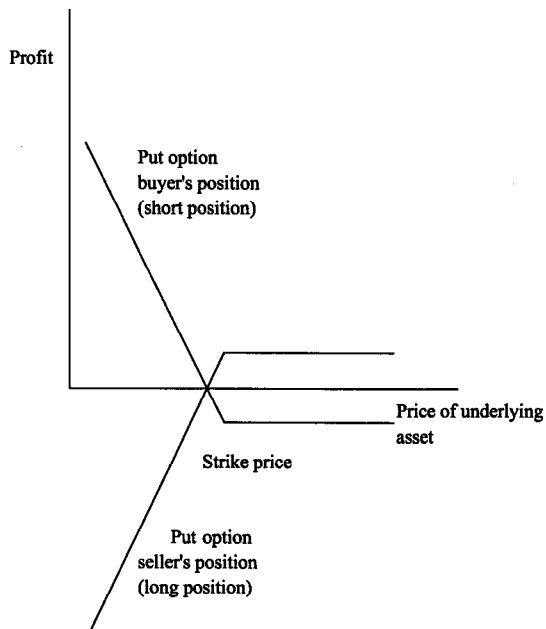 Profit
Put option
buyer's position
(short position)
Price of underlying
asset
Strike price
Put option
seller's position
(long position)